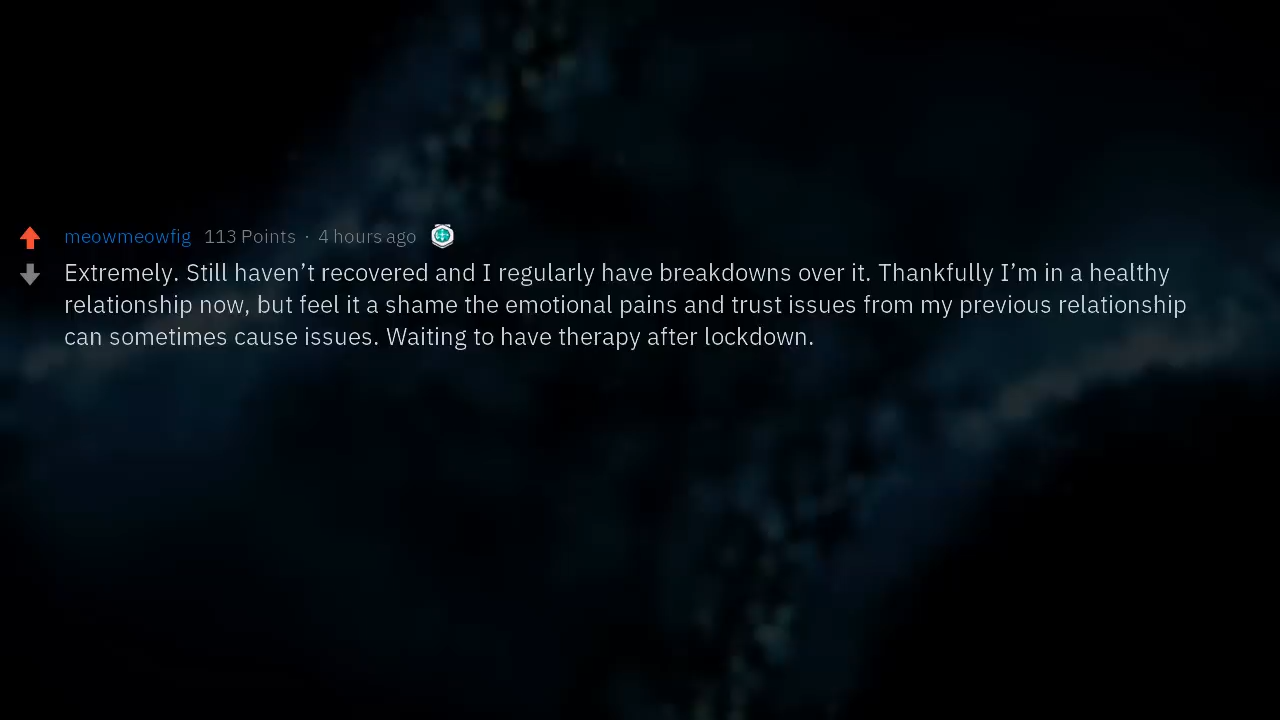 meowmeowfig 113 Points · 4 hours ago
Extremely. Still haven’t recovered and I regularly have breakdowns over it. Thankfully I’m in a healthy
relationship now, but feel it a shame the emotional pains and trust issues from my previous relationship
can sometimes cause issues. Waiting to have therapy after lockdown.